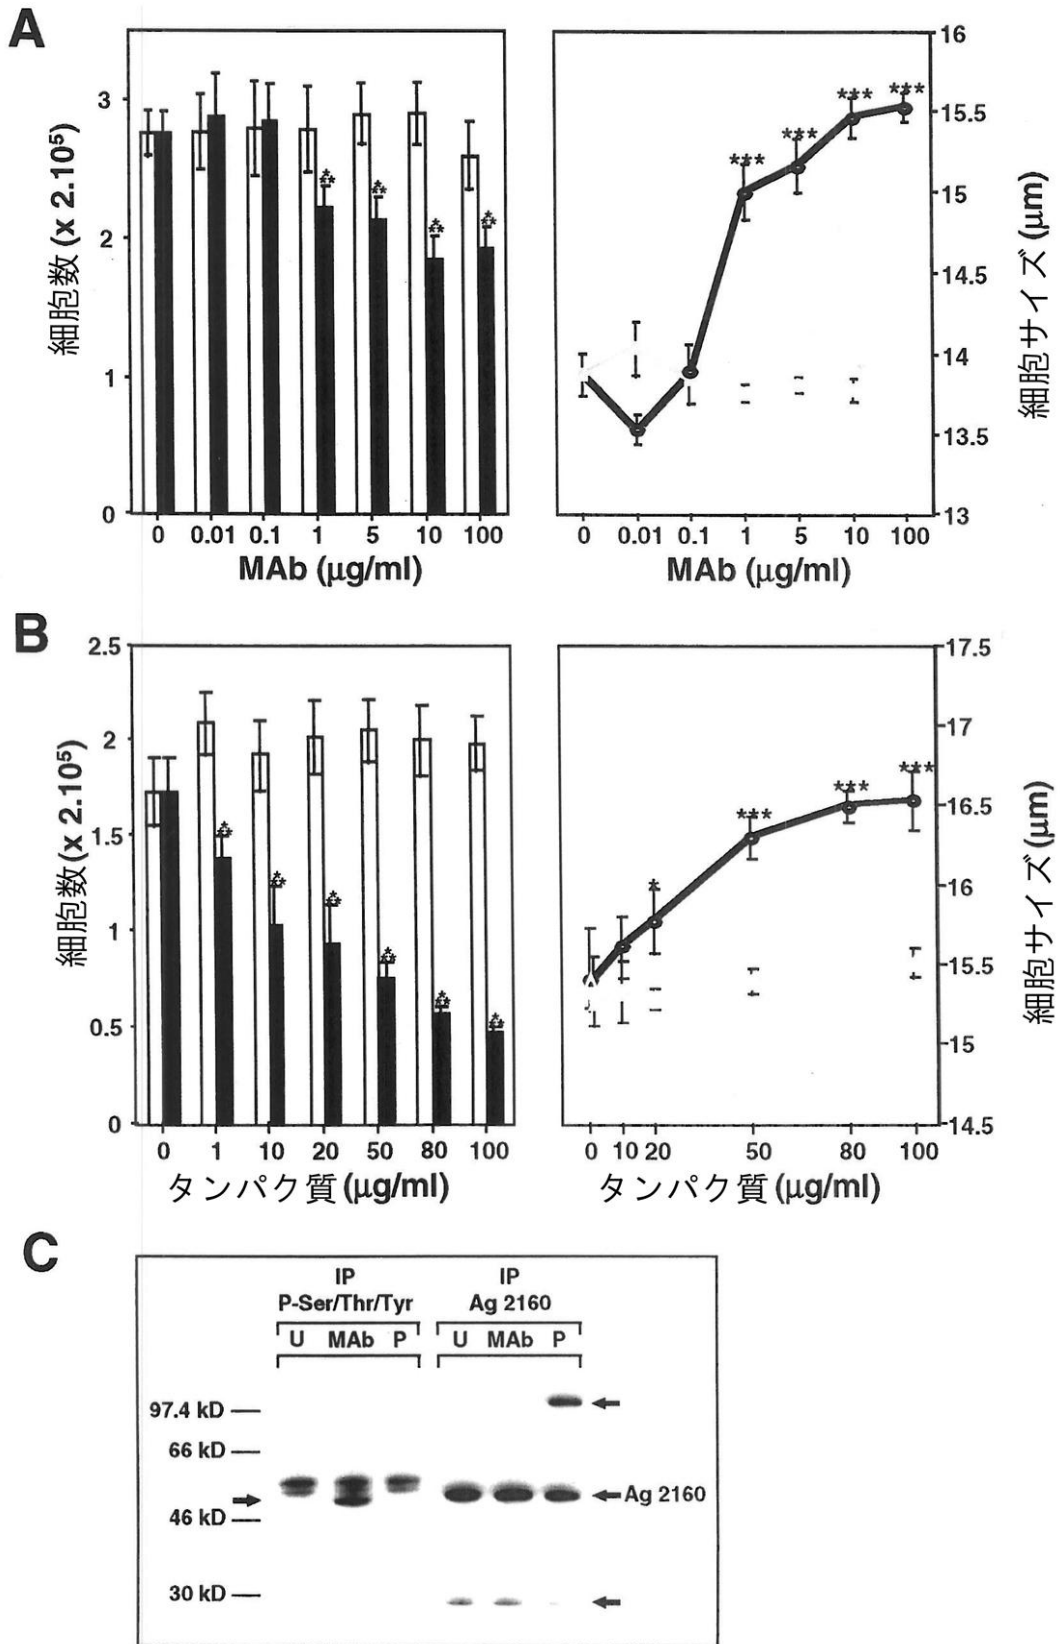 A
細胞数 (x 2.10⁵)
3
2
1
0
0 0.01 0.1 1 5 10 100
MAb (μg/ml)
*** *** *** ***
*** *** *** *** ***
16
15.5
15
14.5
14
13.5
13
細胞サイズ (μm)
0 0.01 0.1 1 5 10 100
MAb (μg/ml)
B
細胞数 (x 2.10⁵)
2.5
2
1.5
1
0.5
0
*** *** *** *** *** ***
0 1 10 20 50 80 100
タンパク質 (μg/ml)
* *** *** ***
17.5
17
16.5
16
15.5
15
14.5
細胞サイズ (μm)
0 10 20 50 80 100
タンパク質 (μg/ml)
C
IP
P-Ser/Thr/Tyr
U MAb P
IP
Ag 2160
U MAb P
97.4 kD
66 kD
46 kD
30 kD
Ag 2160